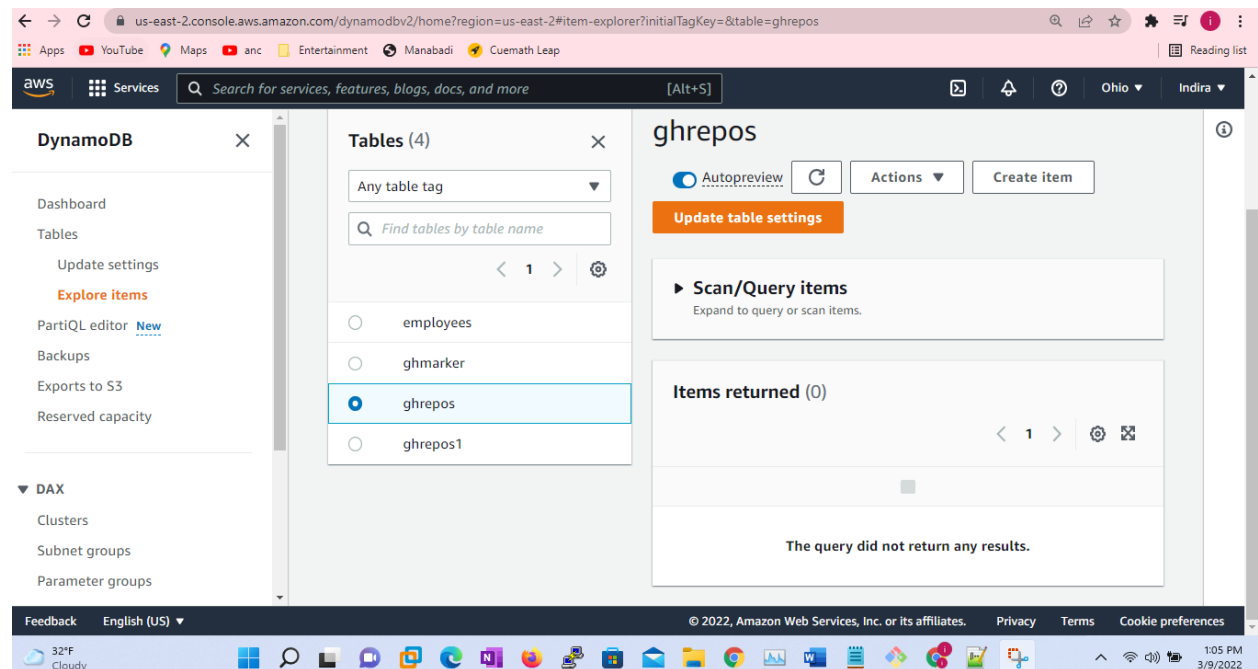 us-east-2.console.aws.amazon.com/dynamodbv2/home?region=us-east-2#item-explorer?initialTagKey=&table=ghrepos
Apps YouTube Maps anc Entertainment Manabadi Cuemath Leap Reading list
aws Services Search for services, features, blogs, docs, and more [Alt+S] Ohio Indira
DynamoDB
Dashboard
Tables
Update settings
Explore items
PartiQL editor New
Backups
Exports to S3
Reserved capacity
DAX
Clusters
Subnet groups
Parameter groups
Tables (4)
Any table tag
Find tables by table name
1
employees
ghmarker
ghrepos
ghrepos1
ghrepos
Autopreview Actions Create item
Update table settings
Scan/Query items
Expand to query or scan items.
Items returned (0)
1
The query did not return any results.
Feedback English (US) © 2022, Amazon Web Services, Inc. or its affiliates. Privacy Terms Cookie preferences
32°F
Cloudy
1:05 PM
3/9/2022